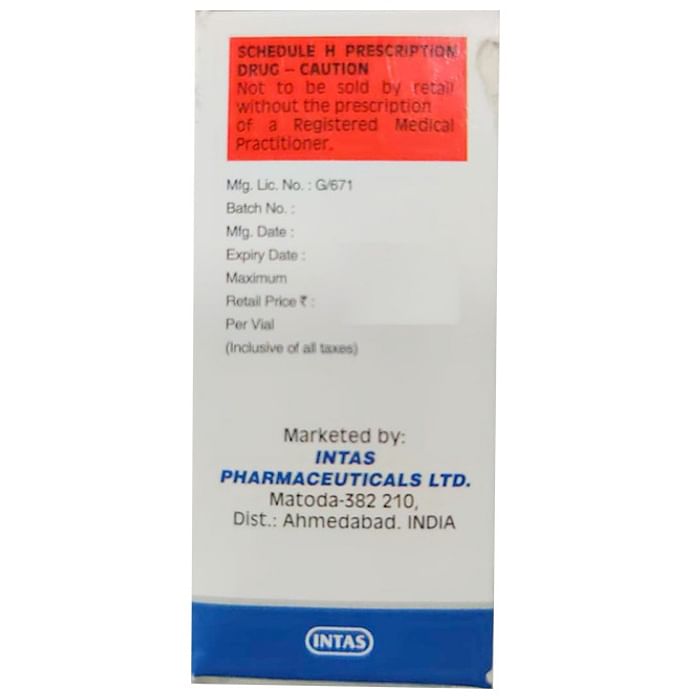 SCHEDULE H PRESCRIPTION
DRUG – CAUTION
Not to be sold by retail
without the prescription
of a Registered Medical
Practitioner.
Mfg. Lic. No. : G/671
Batch No. :
Mfg. Date :
Expiry Date :
Maximum
Retail Price ₹ :
Per Vial
(Inclusive of all taxes)
Marketed by:
INTAS
PHARMACEUTICALS LTD.
Matoda-382 210,
Dist.: Ahmedabad. INDIA
INTAS